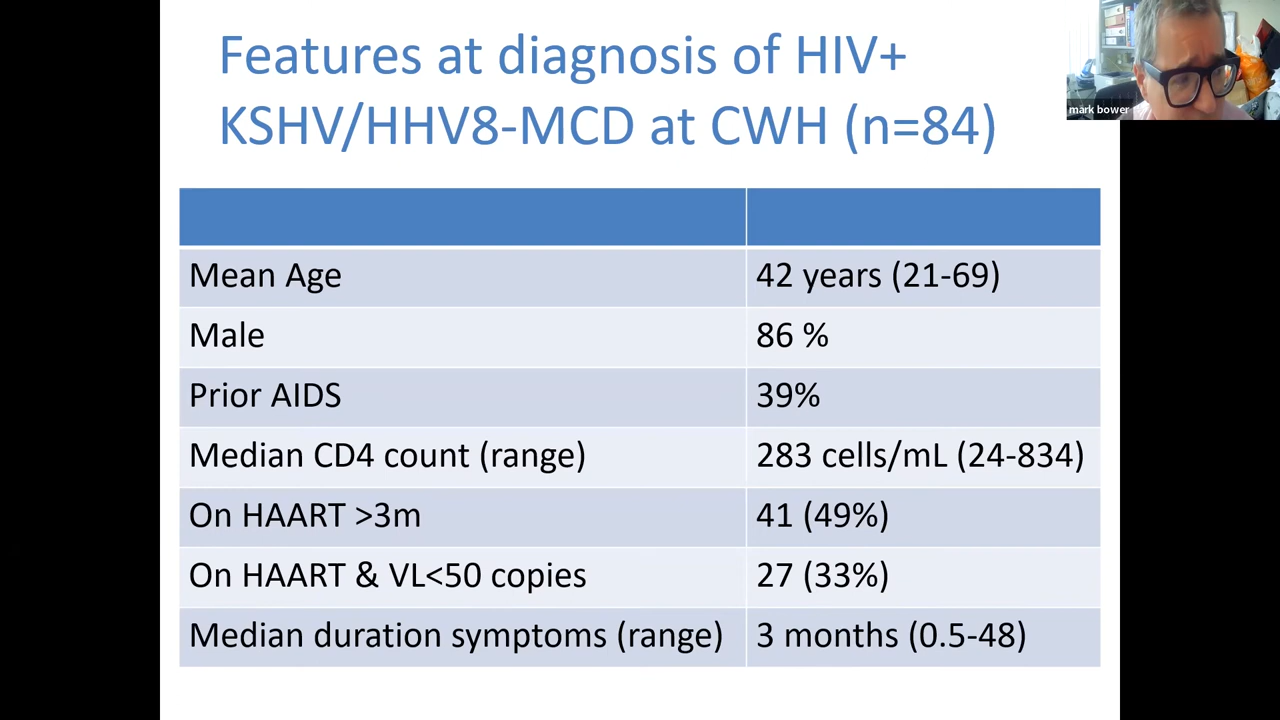 Features at diagnosis of HIV+
KSHV/HHV8-MCD at CWH (n=84)
mark bower
Mean Age 42 years (21-69)
Male 86 %
Prior AIDS 39%
Median CD4 count (range) 283 cells/mL (24-834)
On HAART >3m 41 (49%)
On HAART & VL<50 copies 27 (33%)
Median duration symptoms (range) 3 months (0.5-48)